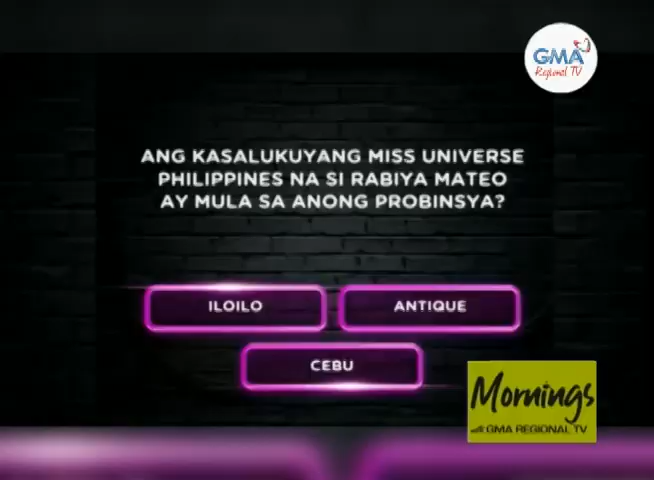 GMA
Regional TV
ANG KASALUKUYANG MISS UNIVERSE
PHILIPPINES NA SI RABIYA MATEO
AY MULA SA ANONG PROBINSYA?
ILOILO
ANTIQUE
CEBU
Mornings
GMA REGIONAL TV